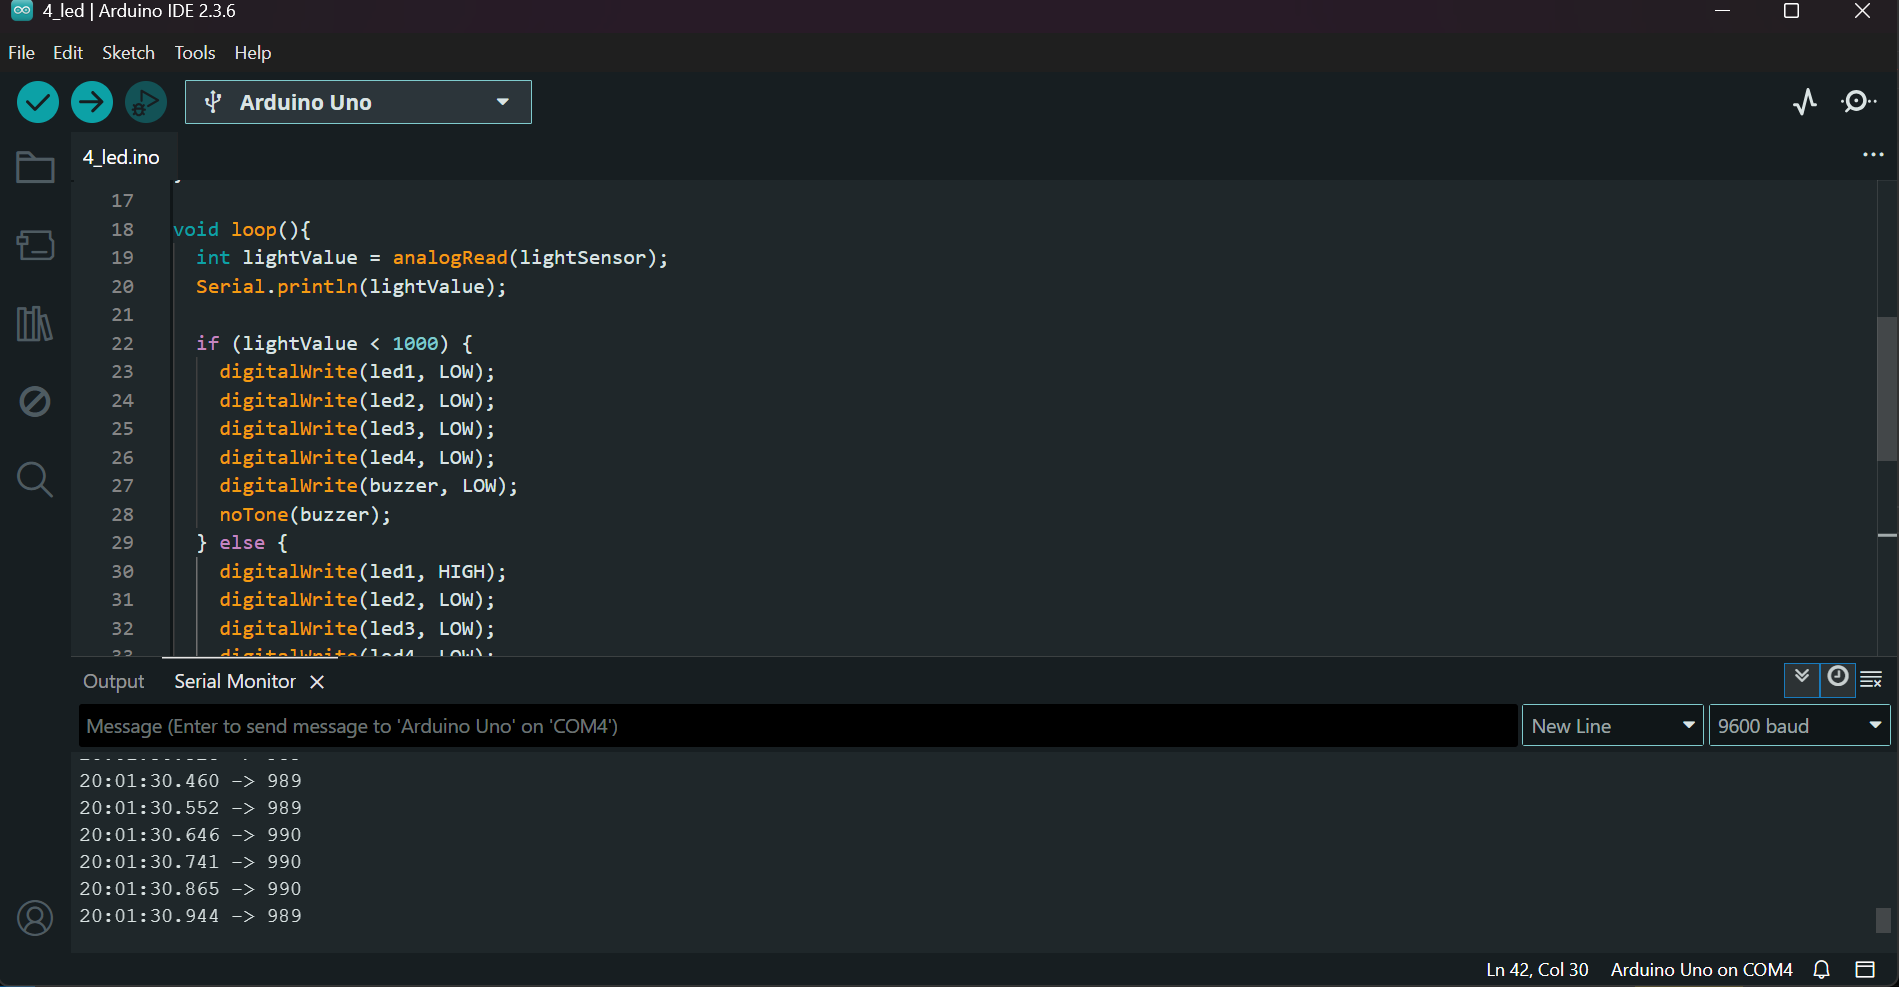 4_led | Arduino IDE 2.3.6
File Edit Sketch Tools Help
Arduino Uno
4_led.ino
17
18 void loop(){
19 int lightValue = analogRead(lightSensor);
20 Serial.println(lightValue);
21
22 if (lightValue < 1000) {
23 digitalWrite(led1, LOW);
24 digitalWrite(led2, LOW);
25 digitalWrite(led3, LOW);
26 digitalWrite(led4, LOW);
27 digitalWrite(buzzer, LOW);
28 noTone(buzzer);
29 } else {
30 digitalWrite(led1, HIGH);
31 digitalWrite(led2, LOW);
32 digitalWrite(led3, LOW);
33 digitalWrite(led4, LOW);
Output Serial Monitor
Message (Enter to send message to 'Arduino Uno' on 'COM4') New Line 9600 baud
20:01:30.460 -> 989
20:01:30.552 -> 989
20:01:30.646 -> 990
20:01:30.741 -> 990
20:01:30.865 -> 990
20:01:30.944 -> 989
Ln 42, Col 30 Arduino Uno on COM4